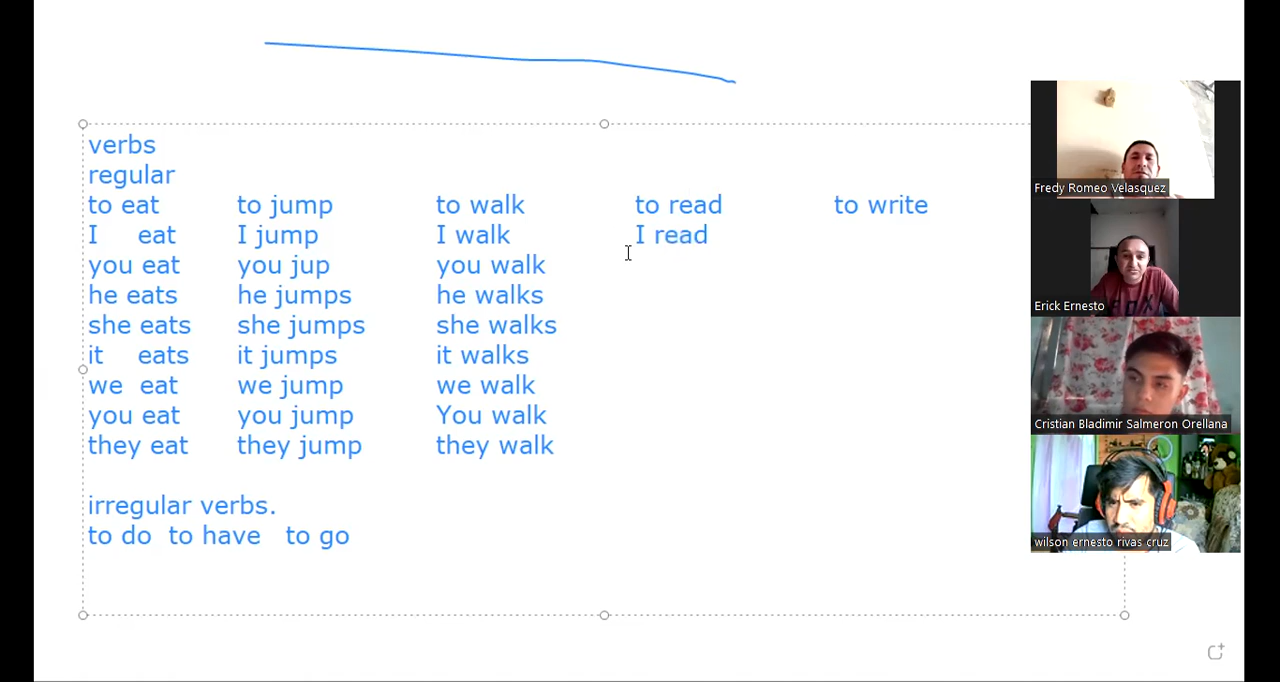 verbs
regular
to eat to jump to walk to read to write
I eat I jump I walk I read
you eat you jup you walk
he eats he jumps he walks
she eats she jumps she walks
it eats it jumps it walks
we eat we jump we walk
you eat you jump You walk
they eat they jump they walk
irregular verbs.
to do to have to go
Fredy Romeo Velasquez
Erick Ernesto
Cristian Bladimir Salmeron Orellana
wilson ernesto rivas cruz